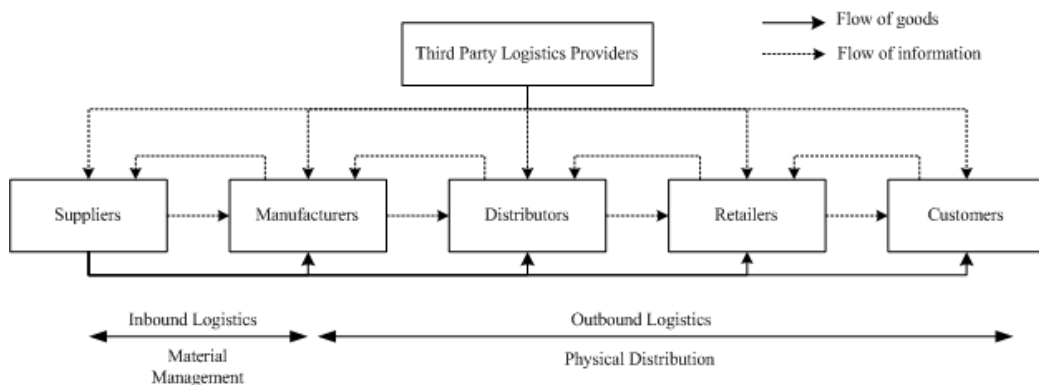 Flow of goods
Third Party Logistics Providers
Flow of information
Suppliers
Manufacturers
Distributors
Retailers
Customers
Inbound Logistics
Outbound Logistics
Material
Management
Physical Distribution